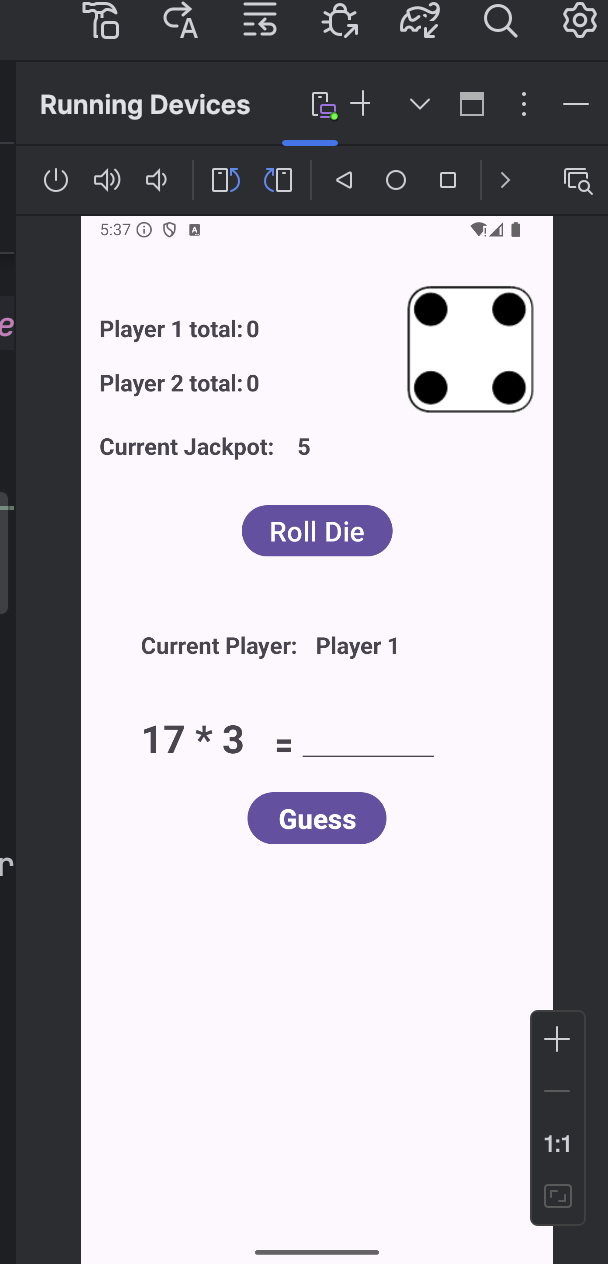 Running Devices
5:37
Player 1 total: 0
Player 2 total: 0
Current Jackpot: 5
Roll Die
Current Player: Player 1
17 * 3 =
Guess
1:1
e
r